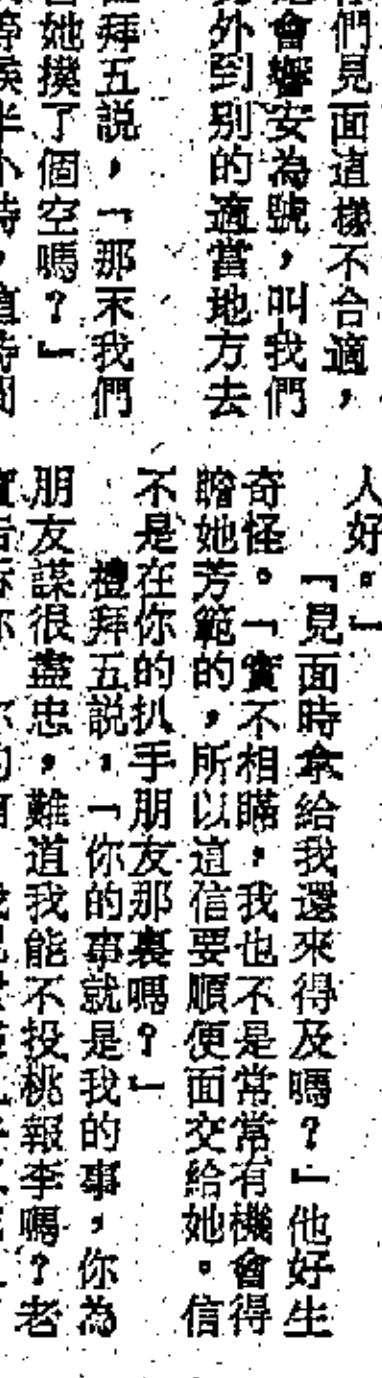 們見面這樣不合適，
會響安為號，叫我們
外到別的適當地方去
拜五説，「那末我們
她摸了個空嗎？」
人好。」
「見面時拿給我還來得及嗎？」他好生
奇怪。「實不相瞞，我也不是常常有機會得
瞻她芳範的，所以這信要順便面交給她。信
不是在你的扒手朋友那裏嗎？」
禮拜五説，「你的事就是我的事，你為
朋友謀很盡忠，難道我能不投桃報李嗎？老